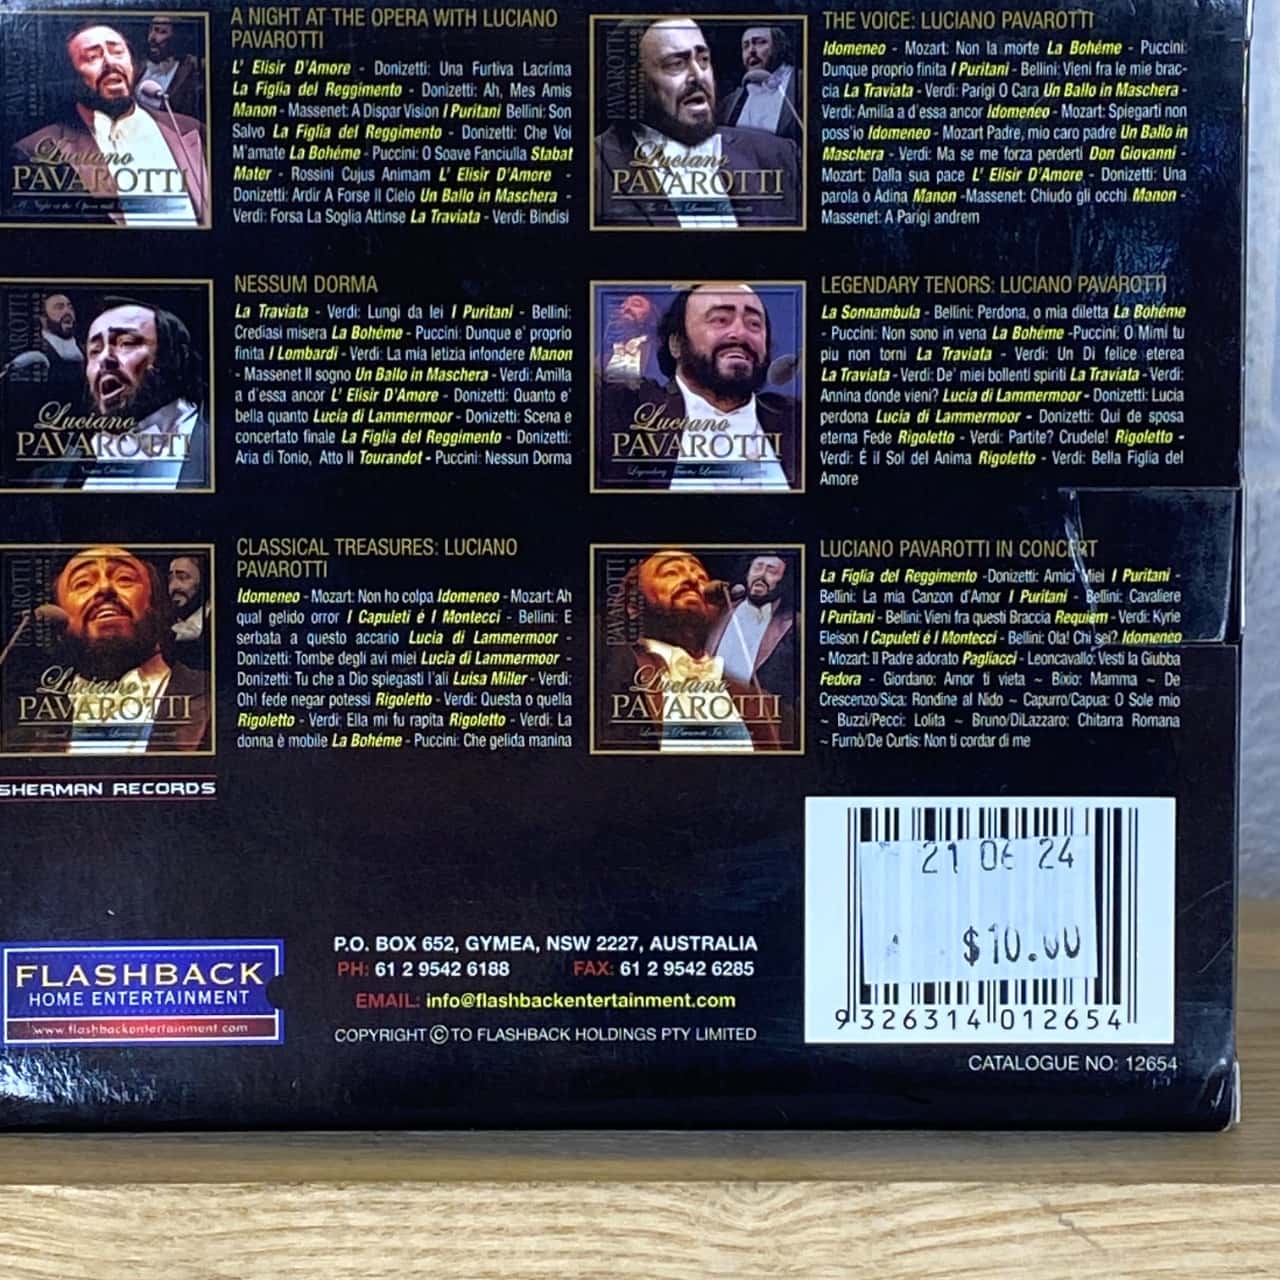 A NIGHT AT THE OPERA WITH LUCIANO
PAVAROTTI
L' Elisir D'Amore - Donizetti: Una Furtiva Lacrima
La Figlia del Reggimento - Donizetti: Ah, Mes Amis
Manon - Massenet: A Dispar Vision I Puritani Bellini: Son
Salvo La Figlia del Reggimento - Donizetti: Che Voi
M'amate La Bohéme - Puccini: O Soave Fanciulla Stabat
Mater - Rossini Cujus Animam L' Elisir D'Amore -
Donizetti: Ardir A Forse Il Cielo Un Ballo in Maschera -
Verdi: Forsa La Soglia Attinse La Traviata - Verdi: Bindisi
Luciano
PAVAROTTI
THE VOICE: LUCIANO PAVAROTTI
Idomeneo - Mozart: Non la morte La Bohéme - Puccini:
Dunque proprio finita I Puritani - Bellini: Vieni fra le mie brac-
cia La Traviata - Verdi: Parigi O Cara Un Ballo in Maschera -
Verdi: Amilia a d'essa ancor Idomeneo - Mozart: Spiegarti non
poss'io Idomeneo - Mozart Padre, mio caro padre Un Ballo in
Maschera - Verdi: Ma se me forza perderti Don Giovanni -
Mozart: Dalla sua pace L' Elisir D'Amore - Donizetti: Una
parola o Adina Manon -Massenet: Chiudo gli occhi Manon -
Massenet: A Parigi andrem
PAVAROTTI
Luciano
PAVAROTTI
NESSUM DORMA
La Traviata - Verdi: Lungi da lei I Puritani - Bellini:
Crediasi misera La Bohéme - Puccini: Dunque e' proprio
finita I Lombardi - Verdi: La mia letizia infondere Manon
- Massenet Il sogno Un Ballo in Maschera - Verdi: Amilla
a d'essa ancor L' Elisir D'Amore - Donizetti: Quanto e'
bella quanto Lucia di Lammermoor - Donizetti: Scena e
concertato finale La Figlia del Reggimento - Donizetti:
Aria di Tonio, Atto II Tourandot - Puccini: Nessun Dorma
Luciano
PAVAROTTI
LEGENDARY TENORS: LUCIANO PAVAROTTI
La Sonnambula - Bellini: Perdona, o mia diletta La Bohéme
- Puccini: Non sono in vena La Bohéme -Puccini: O Mimi tu
piu non torni La Traviata - Verdi: Un Di felice eterea
La Traviata - Verdi: De' miei bollenti spiriti La Traviata - Verdi:
Annina donde vieni? Lucia di Lammermoor - Donizetti: Lucia
perdona Lucia di Lammermoor - Donizetti: Qui de sposa
eterna Fede Rigoletto - Verdi: Partite? Crudele! Rigoletto -
Verdi: É il Sol del Anima Rigoletto - Verdi: Bella Figlia del
Amore
Luciano
PAVAROTTI
CLASSICAL TREASURES: LUCIANO
PAVAROTTI
Idomeneo - Mozart: Non ho colpa Idomeneo - Mozart: Ah
qual gelido orror I Capuleti é I Montecci - Bellini: E
serbata a questo accario Lucia di Lammermoor -
Donizetti: Tombe degli avi miei Lucia di Lammermoor -
Donizetti: Tu che a Dio spiegasti l'ali Luisa Miller - Verdi:
Oh! fede negar potessi Rigoletto - Verdi: Questa o quella
Rigoletto - Verdi: Ella mi fu rapita Rigoletto - Verdi: La
donna è mobile La Bohéme - Puccini: Che gelida manina
PAVAROTTI
Luciano
PAVAROTTI
LUCIANO PAVAROTTI IN CONCERT
La Figlia del Reggimento -Donizetti: Amici Miei I Puritani -
Bellini: La mia Canzon d'Amor I Puritani - Bellini: Cavaliere
I Puritani - Bellini: Vieni fra questi Braccia Requiem - Verdi: Kyrie
Eleison I Capuleti é I Montecci - Bellini: Ola! Chi sei? Idomeneo
- Mozart: Il Padre adorato Pagliacci - Leoncavallo: Vesti la Giubba
Fedora - Giordano: Amor ti vieta ~ Bixio: Mamma ~ De
Crescenzo/Sica: Rondine al Nido ~ Capurro/Capua: O Sole mio
~ Buzzi/Pecci: Lolita ~ Bruno/DiLazzaro: Chitarra Romana
~ Furnò/De Curtis: Non ti cordar di me
PAVAROTTI
Luciano
PAVAROTTI
SHERMAN RECORDS
FLASHBACK
HOME ENTERTAINMENT
www.flashbackentertainment.com
P.O. BOX 652, GYMEA, NSW 2227, AUSTRALIA
PH: 61 2 9542 6188 FAX: 61 2 9542 6285
EMAIL: info@flashbackentertainment.com
COPYRIGHT © TO FLASHBACK HOLDINGS PTY LIMITED
21 06 24
$10.00
9 326314 012654
CATALOGUE NO: 12654